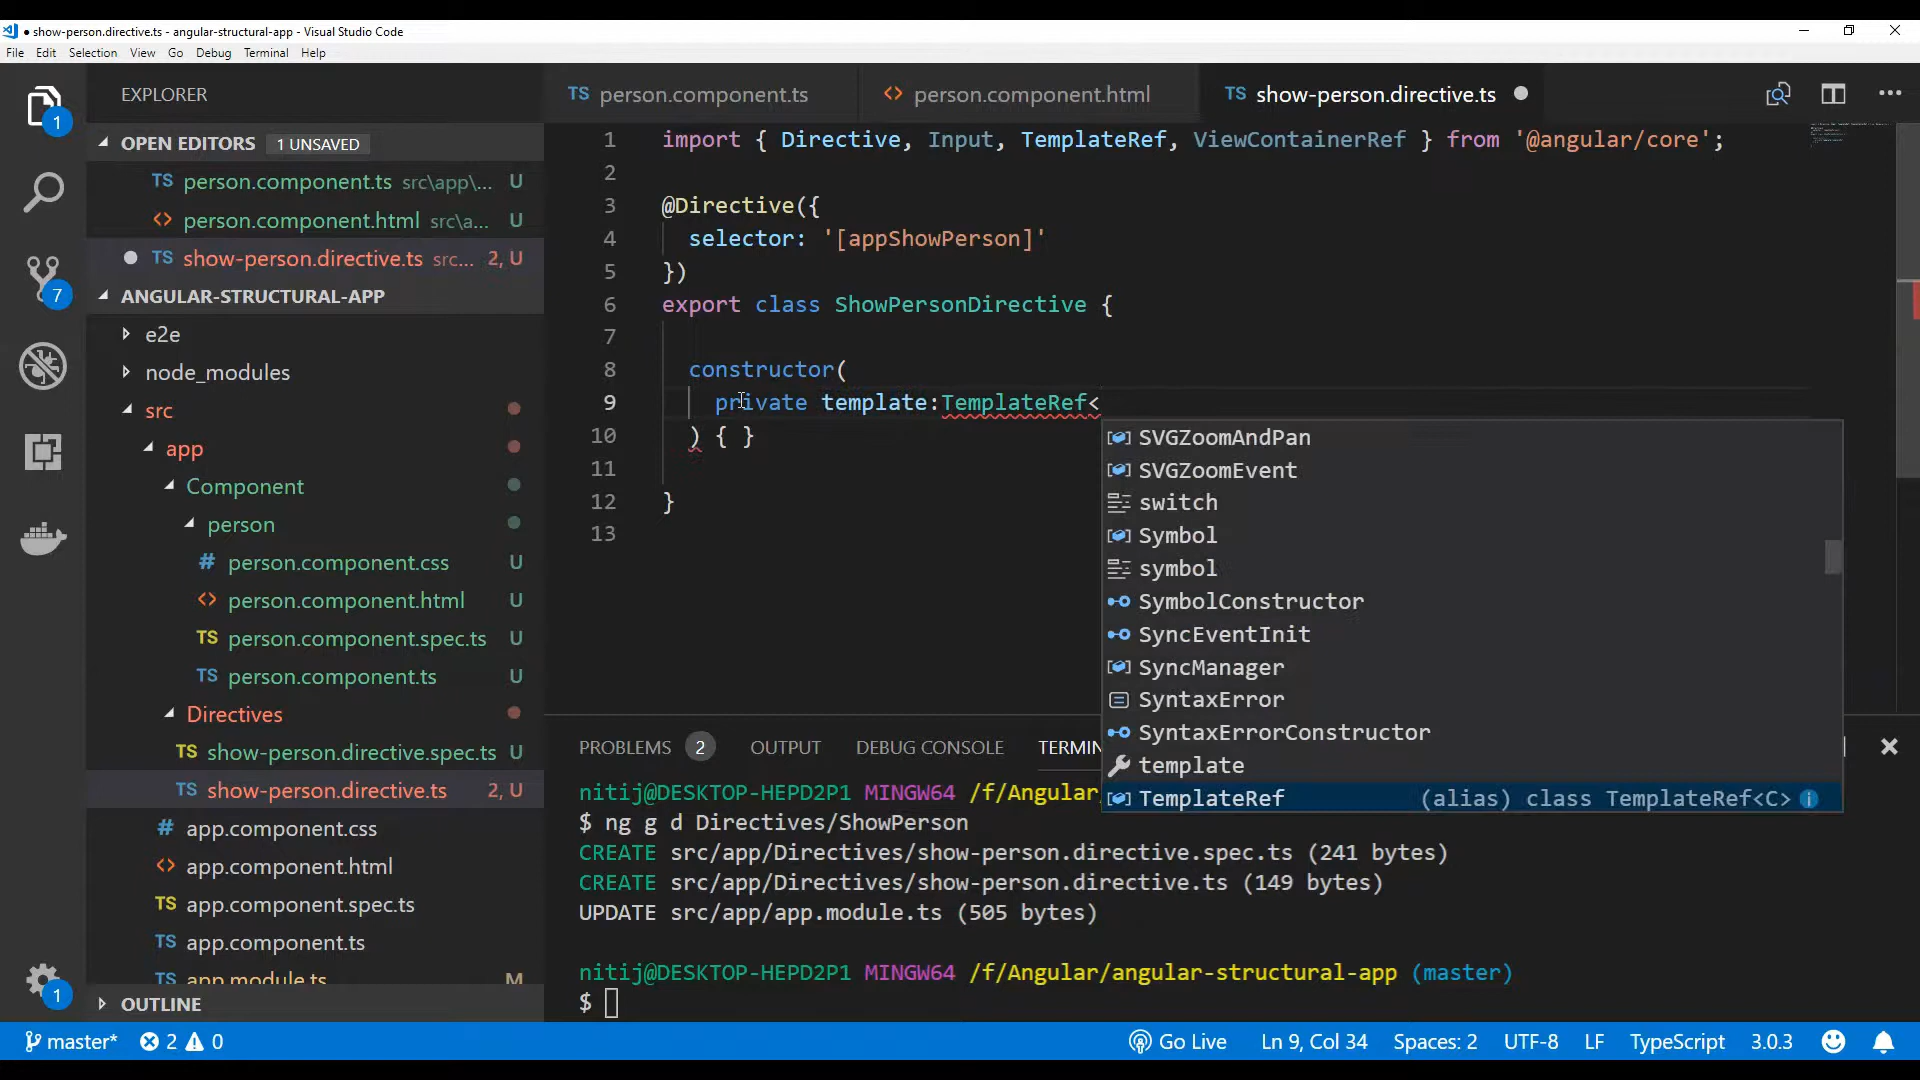 ● show-person.directive.ts - angular-structural-app - Visual Studio Code
File Edit Selection View Go Debug Terminal Help
EXPLORER
TS person.component.ts
<> person.component.html
TS show-person.directive.ts ●
OPEN EDITORS 1 UNSAVED
TS person.component.ts src\app\... U
<> person.component.html src\a... U
● TS show-person.directive.ts src... 2, U
ANGULAR-STRUCTURAL-APP
e2e
node_modules
src
app
Component
person
# person.component.css U
<> person.component.html U
TS person.component.spec.ts U
TS person.component.ts U
Directives
TS show-person.directive.spec.ts U
TS show-person.directive.ts 2, U
# app.component.css
<> app.component.html
TS app.component.spec.ts
TS app.component.ts
TS app.module.ts M
OUTLINE
1
7
1
1 import { Directive, Input, TemplateRef, ViewContainerRef } from '@angular/core';
2
3 @Directive({
4 selector: '[appShowPerson]'
5 })
6 export class ShowPersonDirective {
7
8 constructor(
9 private template:TemplateRef<
10 ) { }
11
12 }
13
SVGZoomAndPan
SVGZoomEvent
switch
Symbol
symbol
SymbolConstructor
SyncEventInit
SyncManager
SyntaxError
SyntaxErrorConstructor
template
TemplateRef (alias) class TemplateRef<C>
PROBLEMS 2 OUTPUT DEBUG CONSOLE TERMIN
nitij@DESKTOP-HEPD2P1 MINGW64 /f/Angular/
$ ng g d Directives/ShowPerson
CREATE src/app/Directives/show-person.directive.spec.ts (241 bytes)
CREATE src/app/Directives/show-person.directive.ts (149 bytes)
UPDATE src/app/app.module.ts (505 bytes)
nitij@DESKTOP-HEPD2P1 MINGW64 /f/Angular/angular-structural-app (master)
$
master* 2 0 Go Live Ln 9, Col 34 Spaces: 2 UTF-8 LF TypeScript 3.0.3